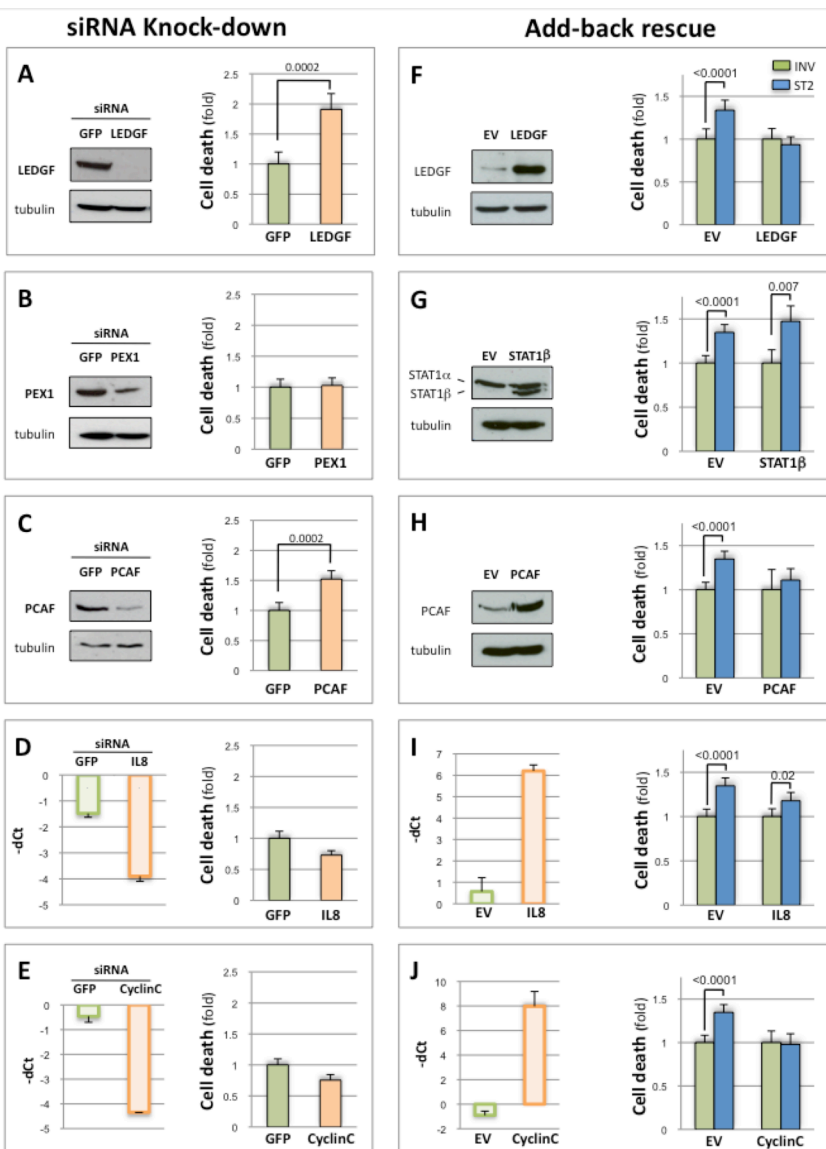 siRNA Knock-down
Add-back rescue
A
siRNA
GFP LEDGF
LEDGF
tubulin
Cell death (fold)
2.5
2
1.5
1
0.5
0
0.0002
GFP LEDGF
F
EV LEDGF
LEDGF
tubulin
Cell death (fold)
1.5
1
0.5
0
<0.0001
INV
ST2
EV LEDGF
B
siRNA
GFP PEX1
PEX1
tubulin
Cell death (fold)
2.5
2
1.5
1
0.5
0
GFP PEX1
G
EV STAT1β
STAT1α
STAT1β
tubulin
Cell death (fold)
1.5
1
0.5
0
<0.0001
0.007
EV STAT1β
C
siRNA
GFP PCAF
PCAF
tubulin
Cell death (fold)
2.5
2
1.5
1
0.5
0
0.0002
GFP PCAF
H
EV PCAF
PCAF
tubulin
Cell death (fold)
1.5
1
0.5
0
<0.0001
EV PCAF
D
siRNA
GFP IL8
-dCt
0
-1
-2
-3
-4
-5
Cell death (fold)
2.5
2
1.5
1
0.5
0
GFP IL8
I
-dCt
7
6
5
4
3
2
1
0
EV IL8
Cell death (fold)
1.5
1
0.5
0
<0.0001
0.02
EV IL8
E
siRNA
GFP CyclinC
-dCt
0
-1
-2
-3
-4
-5
Cell death (fold)
2.5
2
1.5
1
0.5
0
GFP CyclinC
J
-dCt
10
8
6
4
2
0
-2
EV CyclinC
Cell death (fold)
1.5
1
0.5
0
<0.0001
EV CyclinC